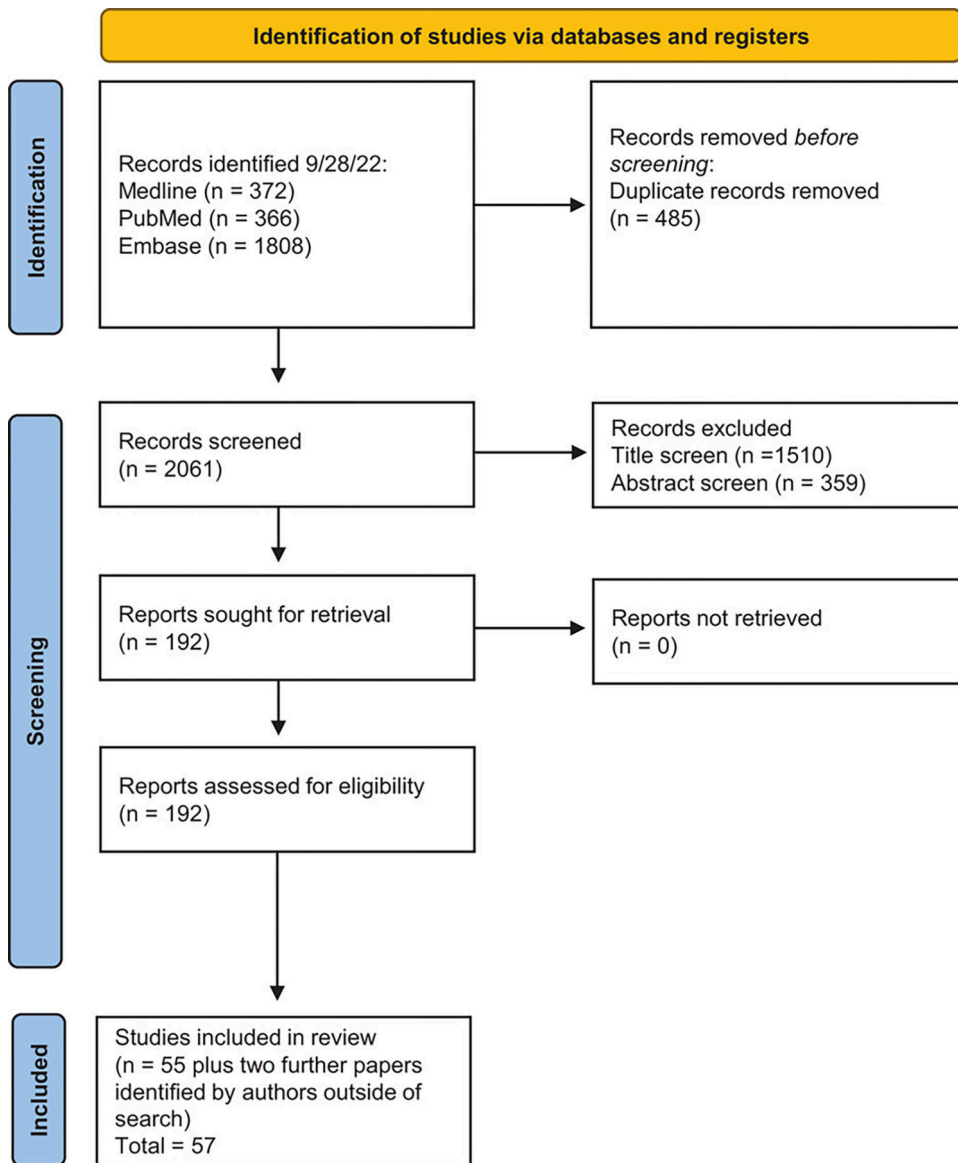 Identification of studies via databases and registers
Identification
Records identified 9/28/22:
Medline (n = 372)
PubMed (n = 366)
Embase (n = 1808)
Records removed before
screening:
Duplicate records removed
(n = 485)
Screening
Records screened
(n = 2061)
Records excluded
Title screen (n =1510)
Abstract screen (n = 359)
Reports sought for retrieval
(n = 192)
Reports not retrieved
(n = 0)
Reports assessed for eligibility
(n = 192)
Included
Studies included in review
(n = 55 plus two further papers
identified by authors outside of
search)
Total = 57